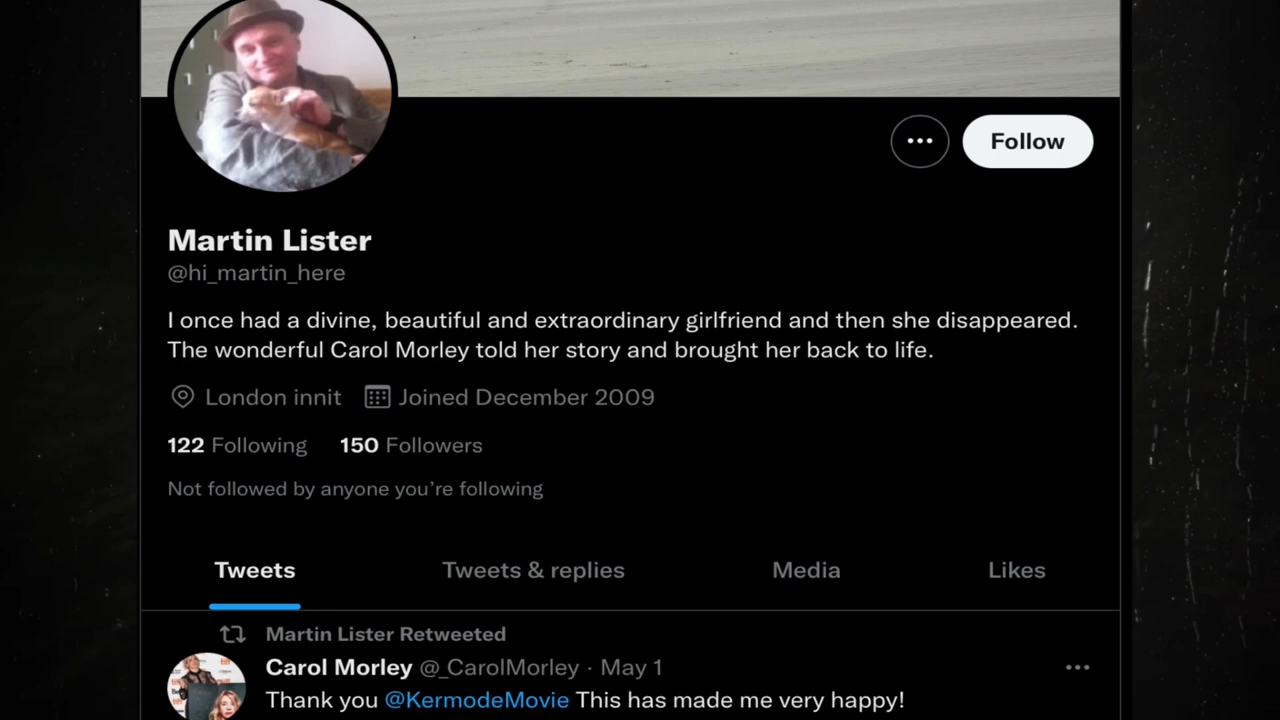 Follow
Martin Lister
@hi_martin_here
I once had a divine, beautiful and extraordinary girlfriend and then she disappeared.
The wonderful Carol Morley told her story and brought her back to life.
London innit Joined December 2009
122 Following 150 Followers
Not followed by anyone you’re following
Tweets Tweets & replies Media Likes
Martin Lister Retweeted
Carol Morley @_CarolMorley · May 1
Thank you @KermodeMovie This has made me very happy!